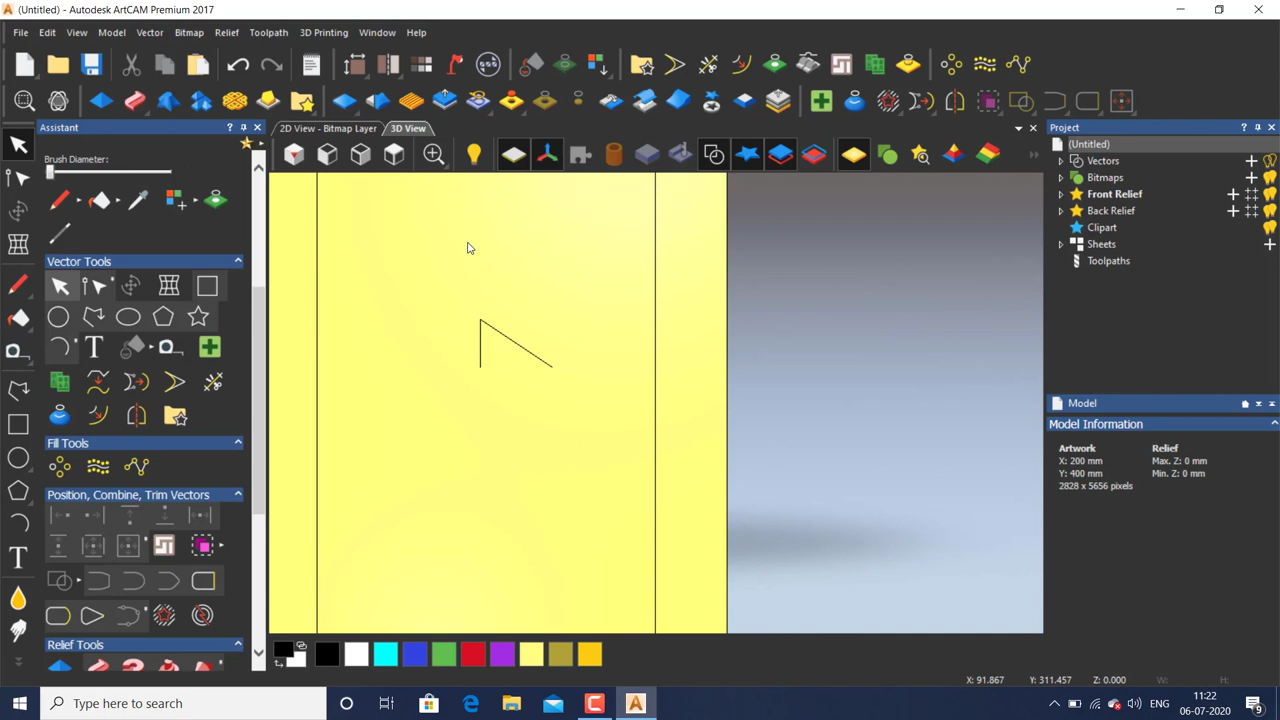 (Untitled) - Autodesk ArtCAM Premium 2017
File Edit View Model Vector Bitmap Relief Toolpath 3D Printing Window Help
Assistant
2D View - Bitmap Layer 3D View
Project
Brush Diameter:
(Untitled)
Vectors
Bitmaps
Front Relief
Back Relief
Clipart
Sheets
Toolpaths
Vector Tools
Fill Tools
Position, Combine, Trim Vectors
Relief Tools
Model
Model Information
Artwork Relief
X: 200 mm Max. Z: 0 mm
Y: 400 mm Min. Z: 0 mm
2828 x 5656 pixels
X: 91.867 Y: 311.457 Z: 0.000 W: H:
Type here to search
ENG
11:22
06-07-2020
9